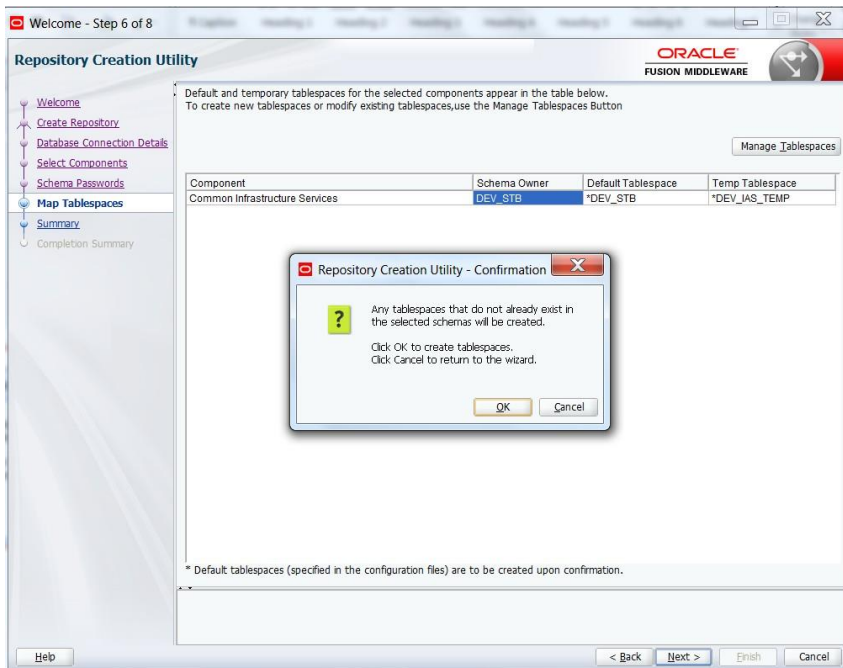 Welcome - Step 6 of 8
Repository Creation Utility
ORACLE
FUSION MIDDLEWARE
Welcome
Create Repository
Database Connection Details
Select Components
Schema Passwords
Map Tablespaces
Summary
Completion Summary
Default and temporary tablespaces for the selected components appear in the table below.
To create new tablespaces or modify existing tablespaces,use the Manage Tablespaces Button
Manage Tablespaces
Component Schema Owner Default Tablespace Temp Tablespace
Common Infrastructure Services DEV_STB *DEV_STB *DEV_IAS_TEMP
Repository Creation Utility - Confirmation
?
Any tablespaces that do not already exist in
the selected schemas will be created.
Click OK to create tablespaces.
Click Cancel to return to the wizard.
OK Cancel
* Default tablespaces (specified in the configuration files) are to be created upon confirmation.
Help < Back Next > Finish Cancel